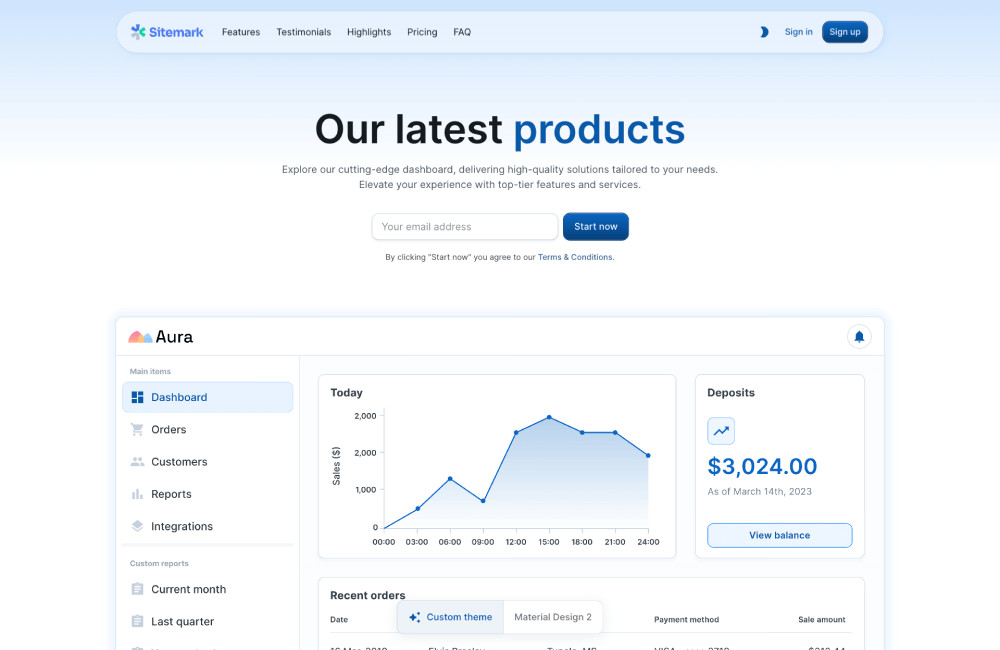 Sitemark
Features
Testimonials
Highlights
Pricing
FAQ
Sign in
Sign up
Our latest products
Explore our cutting-edge dashboard, delivering high-quality solutions tailored to your needs.
Elevate your experience with top-tier features and services.
Your email address
Start now
By clicking "Start now" you agree to our Terms & Conditions.
Aura
Main items
Dashboard
Orders
Customers
Reports
Integrations
Custom reports
Current month
Last quarter
Today
Sales ($)
2,000
2,000
1,000
0
00:00 03:00 06:00 09:00 12:00 15:00 18:00 21:00 24:00
Deposits
$3,024.00
As of March 14th, 2023
View balance
Recent orders
Date
Payment method
Sale amount
Custom theme
Material Design 2